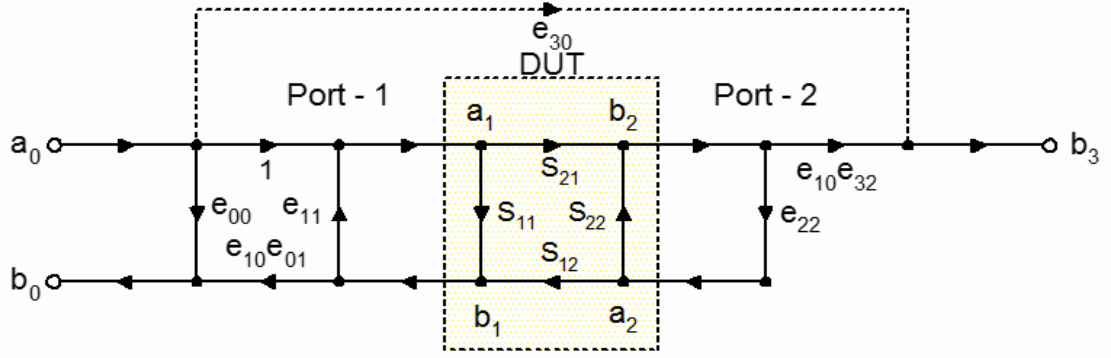 e₃₀
DUT
Port - 1
Port - 2
a₁
b₂
a₀
b₃
1
S₂₁
e₁₀e₃₂
e₀₀
e₁₁
S₁₁
S₂₂
e₂₂
e₁₀e₀₁
S₁₂
b₀
b₁
a₂